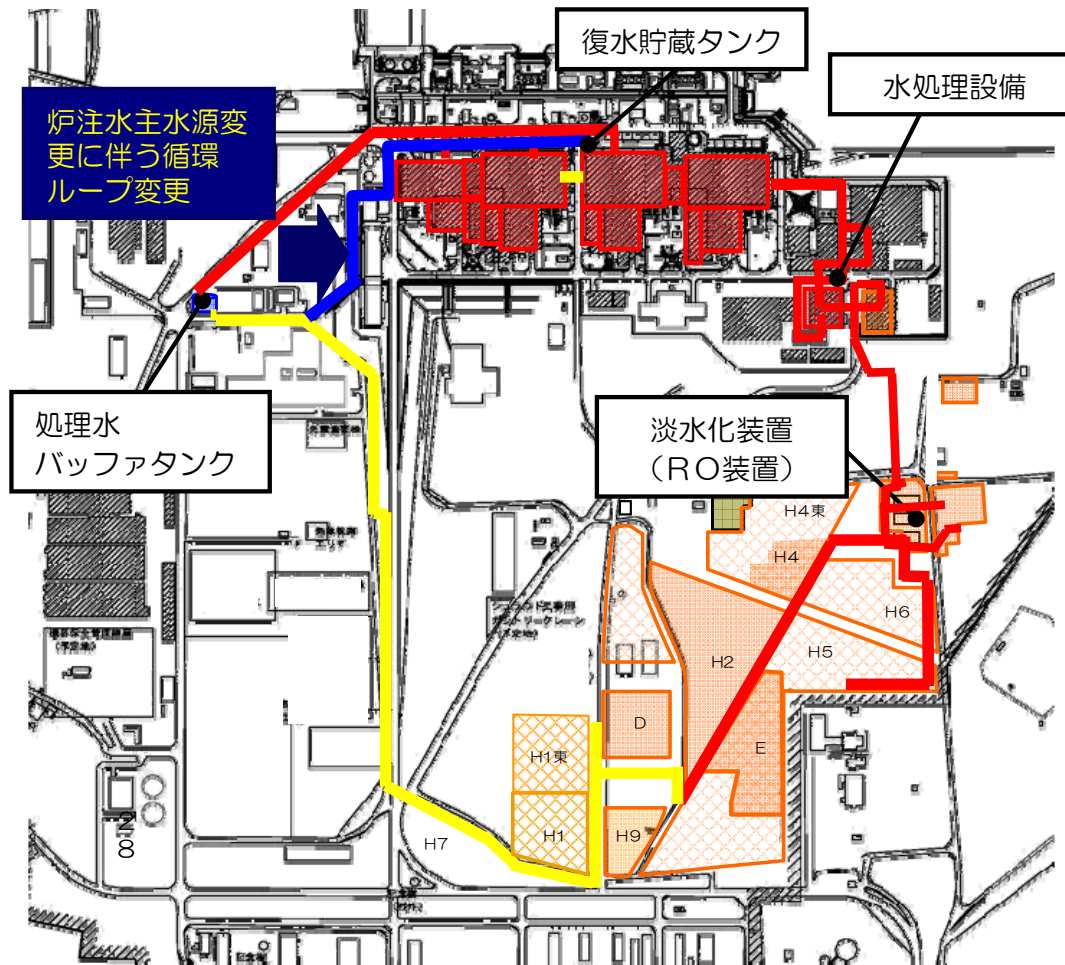 復水貯蔵タンク
水処理設備
炉注水主水源変
更に伴う循環
ループ変更
処理水
バッファタンク
淡水化装置
（ＲＯ装置）
H4東
H4
H6
H5
H2
D
E
H1東
H1
H9
H7
28